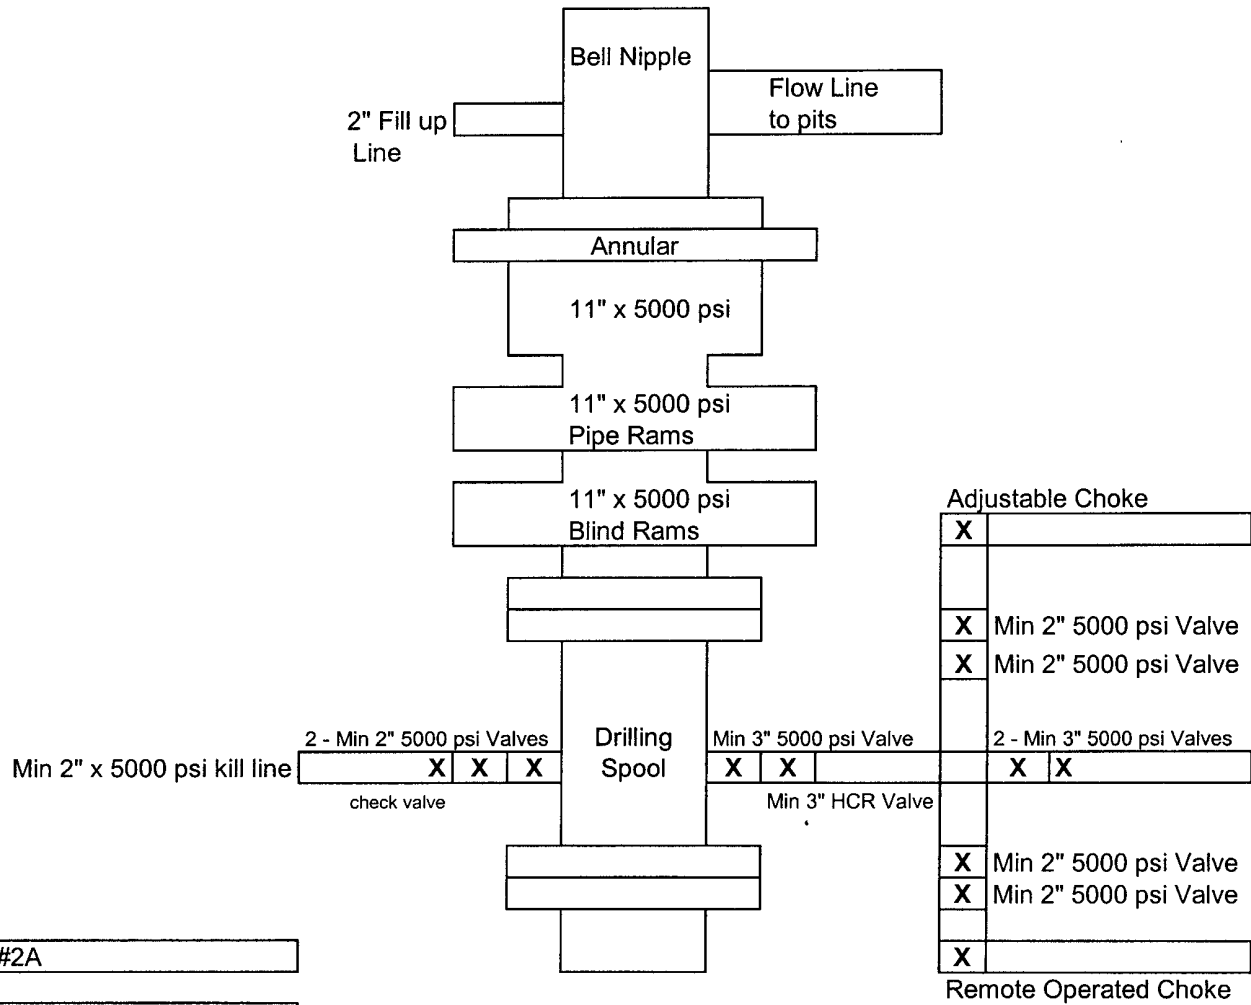 Bell Nipple
Flow Line
to pits
2" Fill up
Line
Annular
11" x 5000 psi
11" x 5000 psi
Pipe Rams
11" x 5000 psi
Blind Rams
Adjustable Choke
X
X Min 2" 5000 psi Valve
X Min 2" 5000 psi Valve
2 - Min 2" 5000 psi Valves
Drilling
Spool
Min 3" 5000 psi Valve
2 - Min 3" 5000 psi Valves
Min 2" x 5000 psi kill line
X X X
X X
X X
check valve
Min 3" HCR Valve
X Min 2" 5000 psi Valve
X Min 2" 5000 psi Valve
#2A
X
Remote Operated Choke